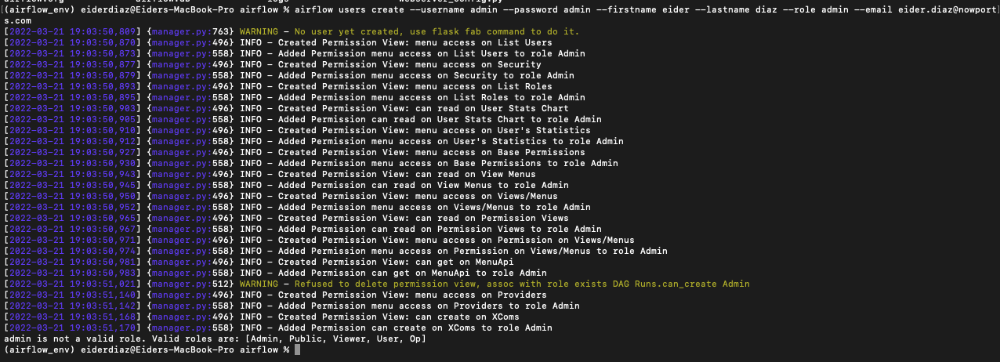 [(airflow_env) eiderdiaz@Eiders-MacBook-Pro airflow % airflow users create --username admin --password admin --firstname eider --lastname diaz --role admin --email eider.diaz@nowport]
s.com
[2022-03-21 19:03:50,809] {manager.py:763} WARNING - No user yet created, use flask fab command to do it.
[2022-03-21 19:03:50,870] {manager.py:496} INFO - Created Permission View: menu access on List Users
[2022-03-21 19:03:50,873] {manager.py:558} INFO - Added Permission menu access on List Users to role Admin
[2022-03-21 19:03:50,877] {manager.py:496} INFO - Created Permission View: menu access on Security
[2022-03-21 19:03:50,879] {manager.py:558} INFO - Added Permission menu access on Security to role Admin
[2022-03-21 19:03:50,893] {manager.py:496} INFO - Created Permission View: menu access on List Roles
[2022-03-21 19:03:50,895] {manager.py:558} INFO - Added Permission menu access on List Roles to role Admin
[2022-03-21 19:03:50,903] {manager.py:496} INFO - Created Permission View: can read on User Stats Chart
[2022-03-21 19:03:50,905] {manager.py:558} INFO - Added Permission can read on User Stats Chart to role Admin
[2022-03-21 19:03:50,910] {manager.py:496} INFO - Created Permission View: menu access on User's Statistics
[2022-03-21 19:03:50,912] {manager.py:558} INFO - Added Permission menu access on User's Statistics to role Admin
[2022-03-21 19:03:50,927] {manager.py:496} INFO - Created Permission View: menu access on Base Permissions
[2022-03-21 19:03:50,930] {manager.py:558} INFO - Added Permission menu access on Base Permissions to role Admin
[2022-03-21 19:03:50,943] {manager.py:496} INFO - Created Permission View: can read on View Menus
[2022-03-21 19:03:50,945] {manager.py:558} INFO - Added Permission can read on View Menus to role Admin
[2022-03-21 19:03:50,950] {manager.py:496} INFO - Created Permission View: menu access on Views/Menus
[2022-03-21 19:03:50,952] {manager.py:558} INFO - Added Permission menu access on Views/Menus to role Admin
[2022-03-21 19:03:50,965] {manager.py:496} INFO - Created Permission View: can read on Permission Views
[2022-03-21 19:03:50,967] {manager.py:558} INFO - Added Permission can read on Permission Views to role Admin
[2022-03-21 19:03:50,971] {manager.py:496} INFO - Created Permission View: menu access on Permission on Views/Menus
[2022-03-21 19:03:50,974] {manager.py:558} INFO - Added Permission menu access on Permission on Views/Menus to role Admin
[2022-03-21 19:03:50,981] {manager.py:496} INFO - Created Permission View: can get on MenuApi
[2022-03-21 19:03:50,983] {manager.py:558} INFO - Added Permission can get on MenuApi to role Admin
[2022-03-21 19:03:51,021] {manager.py:512} WARNING - Refused to delete permission view, assoc with role exists DAG Runs.can_create Admin
[2022-03-21 19:03:51,140] {manager.py:496} INFO - Created Permission View: menu access on Providers
[2022-03-21 19:03:51,142] {manager.py:558} INFO - Added Permission menu access on Providers to role Admin
[2022-03-21 19:03:51,168] {manager.py:496} INFO - Created Permission View: can create on XComs
[2022-03-21 19:03:51,170] {manager.py:558} INFO - Added Permission can create on XComs to role Admin
admin is not a valid role. Valid roles are: [Admin, Public, Viewer, User, Op]
(airflow_env) eiderdiaz@Eiders-MacBook-Pro airflow %